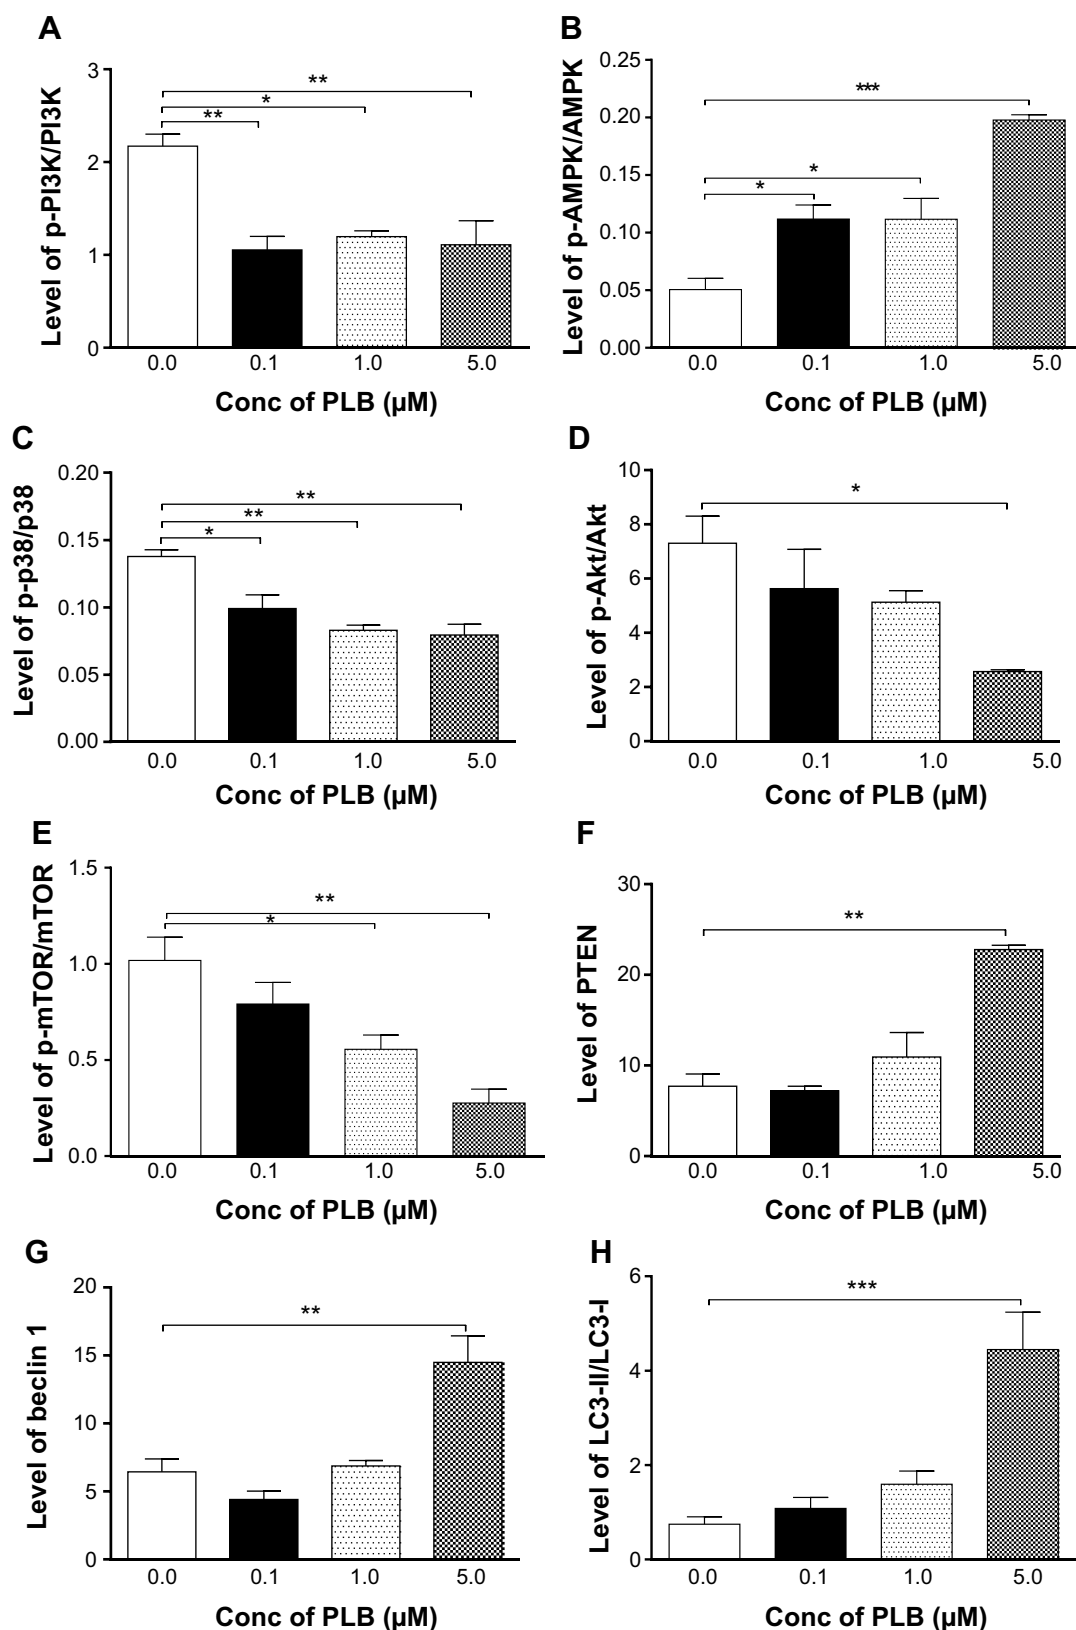 A
Level of p-PI3K/PI3K
3
2
1
0
**
*
**
0.0 0.1 1.0 5.0
Conc of PLB (µM)
B
Level of p-AMPK/AMPK
0.25
0.20
0.15
0.10
0.05
0.00
***
*
*
0.0 0.1 1.0 5.0
Conc of PLB (µM)
C
Level of p-p38/p38
0.20
0.15
0.10
0.05
0.00
**
**
*
0.0 0.1 1.0 5.0
Conc of PLB (µM)
D
Level of p-Akt/Akt
10
8
6
4
2
0
*
0.0 0.1 1.0 5.0
Conc of PLB (µM)
E
Level of p-mTOR/mTOR
1.5
1.0
0.5
0.0
**
*
0.0 0.1 1.0 5.0
Conc of PLB (µM)
F
Level of PTEN
30
20
10
0
**
0.0 0.1 1.0 5.0
Conc of PLB (µM)
G
Level of beclin 1
20
15
10
5
0
**
0.0 0.1 1.0 5.0
Conc of PLB (µM)
H
Level of LC3-II/LC3-I
6
4
2
0
***
0.0 0.1 1.0 5.0
Conc of PLB (µM)